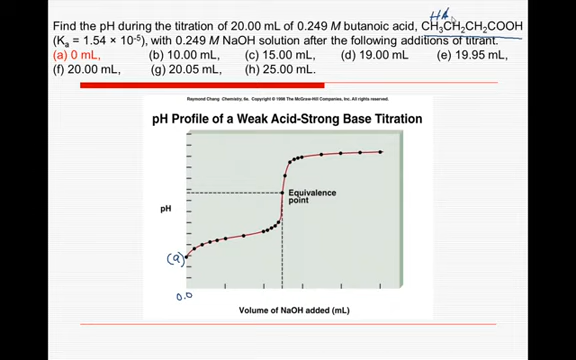 HA
Find the pH during the titration of 20.00 mL of 0.249 M butanoic acid, CH3CH2CH2COOH
(Ka = 1.54 × 10-5), with 0.249 M NaOH solution after the following additions of titrant.
(a) 0 mL, (b) 10.00 mL, (c) 15.00 mL, (d) 19.00 mL (e) 19.95 mL,
(f) 20.00 mL, (g) 20.05 mL, (h) 25.00 mL.
Raymond Chang. Chemistry, 8e. Copyright © 1998 The McGraw-Hill Inc. All rights reserved.
pH Profile of a Weak Acid-Strong Base Titration
Equivalence
point
pH
(a)
0.0
Volume of NaOH added (mL)